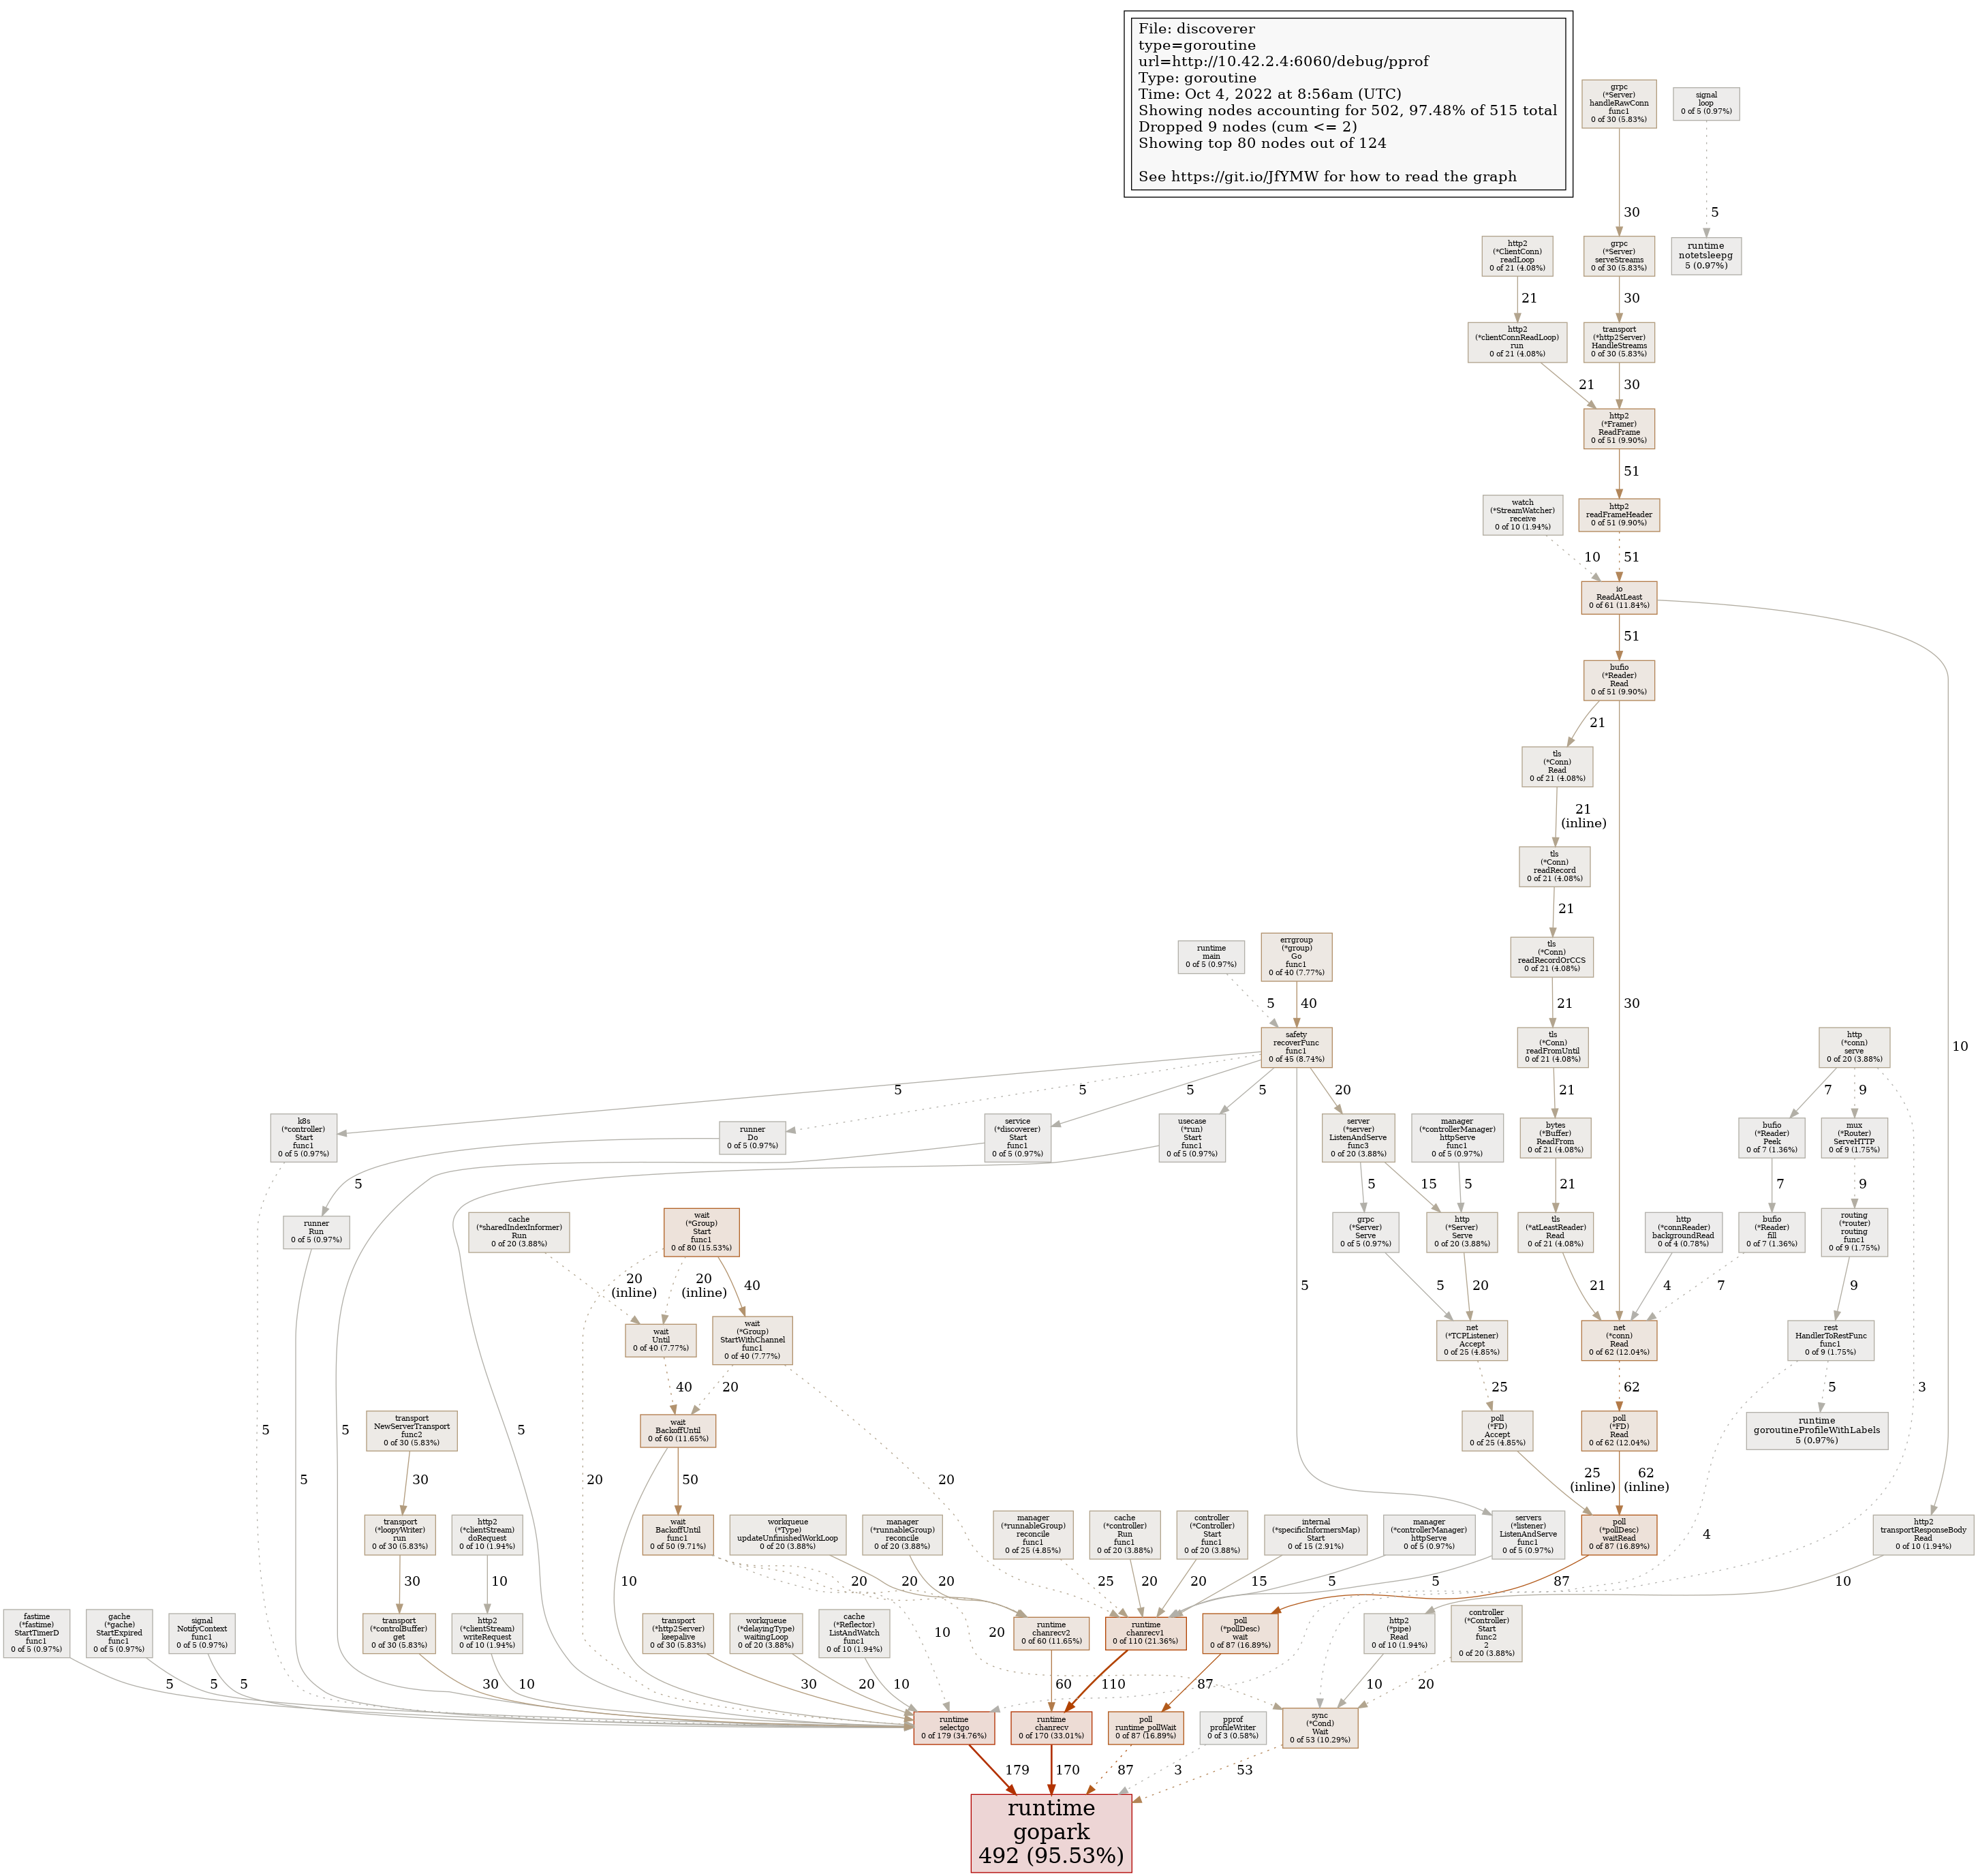 File: discoverer
type=goroutine
url=http://10.42.2.4:6060/debug/pprof
Type: goroutine
Time: Oct 4, 2022 at 8:56am (UTC)
Showing nodes accounting for 502, 97.48% of 515 total
Dropped 9 nodes (cum <= 2)
Showing top 80 nodes out of 124
See https://git.io/JfYMW for how to read the graph
grpc
(*Server)
handleRawConn
func1
0 of 30 (5.83%)
signal
loop
0 of 5 (0.97%)
30
5
http2
(*ClientConn)
readLoop
0 of 21 (4.08%)
grpc
(*Server)
serveStreams
0 of 30 (5.83%)
runtime
notetsleepg
5 (0.97%)
21
30
http2
(*clientConnReadLoop)
run
0 of 21 (4.08%)
transport
(*http2Server)
HandleStreams
0 of 30 (5.83%)
21
30
http2
(*Framer)
ReadFrame
0 of 51 (9.90%)
51
watch
(*StreamWatcher)
receive
0 of 10 (1.94%)
http2
readFrameHeader
0 of 51 (9.90%)
10
51
io
ReadAtLeast
0 of 61 (11.84%)
51
bufio
(*Reader)
Read
0 of 51 (9.90%)
21
tls
(*Conn)
Read
0 of 21 (4.08%)
21
(inline)
tls
(*Conn)
readRecord
0 of 21 (4.08%)
21
runtime
main
0 of 5 (0.97%)
errgroup
(*group)
Go
func1
0 of 40 (7.77%)
tls
(*Conn)
readRecordOrCCS
0 of 21 (4.08%)
5
40
21
30
safety
recoverFunc
func1
0 of 45 (8.74%)
tls
(*Conn)
readFromUntil
0 of 21 (4.08%)
http
(*conn)
serve
0 of 20 (3.88%)
10
5
5
5
5
20
21
7
9
k8s
(*controller)
Start
func1
0 of 5 (0.97%)
runner
Do
0 of 5 (0.97%)
service
(*discoverer)
Start
func1
0 of 5 (0.97%)
usecase
(*run)
Start
func1
0 of 5 (0.97%)
server
(*server)
ListenAndServe
func3
0 of 20 (3.88%)
manager
(*controllerManager)
httpServe
func1
0 of 5 (0.97%)
bytes
(*Buffer)
ReadFrom
0 of 21 (4.08%)
bufio
(*Reader)
Peek
0 of 7 (1.36%)
mux
(*Router)
ServeHTTP
0 of 9 (1.75%)
5
5
15
5
21
7
9
runner
Run
0 of 5 (0.97%)
cache
(*sharedIndexInformer)
Run
0 of 20 (3.88%)
wait
(*Group)
Start
func1
0 of 80 (15.53%)
grpc
(*Server)
Serve
0 of 5 (0.97%)
http
(*Server)
Serve
0 of 20 (3.88%)
tls
(*atLeastReader)
Read
0 of 21 (4.08%)
http
(*connReader)
backgroundRead
0 of 4 (0.78%)
bufio
(*Reader)
fill
0 of 7 (1.36%)
routing
(*router)
routing
func1
0 of 9 (1.75%)
20
(inline)
20
(inline)
40
5
5
20
21
4
7
9
wait
Until
0 of 40 (7.77%)
wait
(*Group)
StartWithChannel
func1
0 of 40 (7.77%)
net
(*TCPListener)
Accept
0 of 25 (4.85%)
net
(*conn)
Read
0 of 62 (12.04%)
rest
HandlerToRestFunc
func1
0 of 9 (1.75%)
40
20
25
62
5
3
transport
NewServerTransport
func2
0 of 30 (5.83%)
wait
BackoffUntil
0 of 60 (11.65%)
poll
(*FD)
Accept
0 of 25 (4.85%)
poll
(*FD)
Read
0 of 62 (12.04%)
runtime
goroutineProfileWithLabels
5 (0.97%)
5
5
5
5
30
20
50
20
25
(inline)
62
(inline)
transport
(*loopyWriter)
run
0 of 30 (5.83%)
http2
(*clientStream)
doRequest
0 of 10 (1.94%)
wait
BackoffUntil
func1
0 of 50 (9.71%)
workqueue
(*Type)
updateUnfinishedWorkLoop
0 of 20 (3.88%)
manager
(*runnableGroup)
reconcile
0 of 20 (3.88%)
manager
(*runnableGroup)
reconcile
func1
0 of 25 (4.85%)
cache
(*controller)
Run
func1
0 of 20 (3.88%)
controller
(*Controller)
Start
func1
0 of 20 (3.88%)
internal
(*specificInformersMap)
Start
0 of 15 (2.91%)
manager
(*controllerManager)
httpServe
0 of 5 (0.97%)
servers
(*listener)
ListenAndServe
func1
0 of 5 (0.97%)
poll
(*pollDesc)
waitRead
0 of 87 (16.89%)
4
http2
transportResponseBody
Read
0 of 10 (1.94%)
30
10
10
20
20
20
25
20
20
15
5
5
87
10
fastime
(*fastime)
StartTimerD
func1
0 of 5 (0.97%)
gache
(*gache)
StartExpired
func1
0 of 5 (0.97%)
signal
NotifyContext
func1
0 of 5 (0.97%)
transport
(*controlBuffer)
get
0 of 30 (5.83%)
http2
(*clientStream)
writeRequest
0 of 10 (1.94%)
transport
(*http2Server)
keepalive
0 of 30 (5.83%)
workqueue
(*delayingType)
waitingLoop
0 of 20 (3.88%)
cache
(*Reflector)
ListAndWatch
func1
0 of 10 (1.94%)
10
20
runtime
chanrecv2
0 of 60 (11.65%)
runtime
chanrecv1
0 of 110 (21.36%)
poll
(*pollDesc)
wait
0 of 87 (16.89%)
http2
(*pipe)
Read
0 of 10 (1.94%)
controller
(*Controller)
Start
func2
2
0 of 20 (3.88%)
5
5
5
30
10
30
20
10
60
110
87
10
20
runtime
selectgo
0 of 179 (34.76%)
runtime
chanrecv
0 of 170 (33.01%)
poll
runtime_pollWait
0 of 87 (16.89%)
pprof
profileWriter
0 of 3 (0.58%)
sync
(*Cond)
Wait
0 of 53 (10.29%)
179
170
87
3
53
runtime
gopark
492 (95.53%)